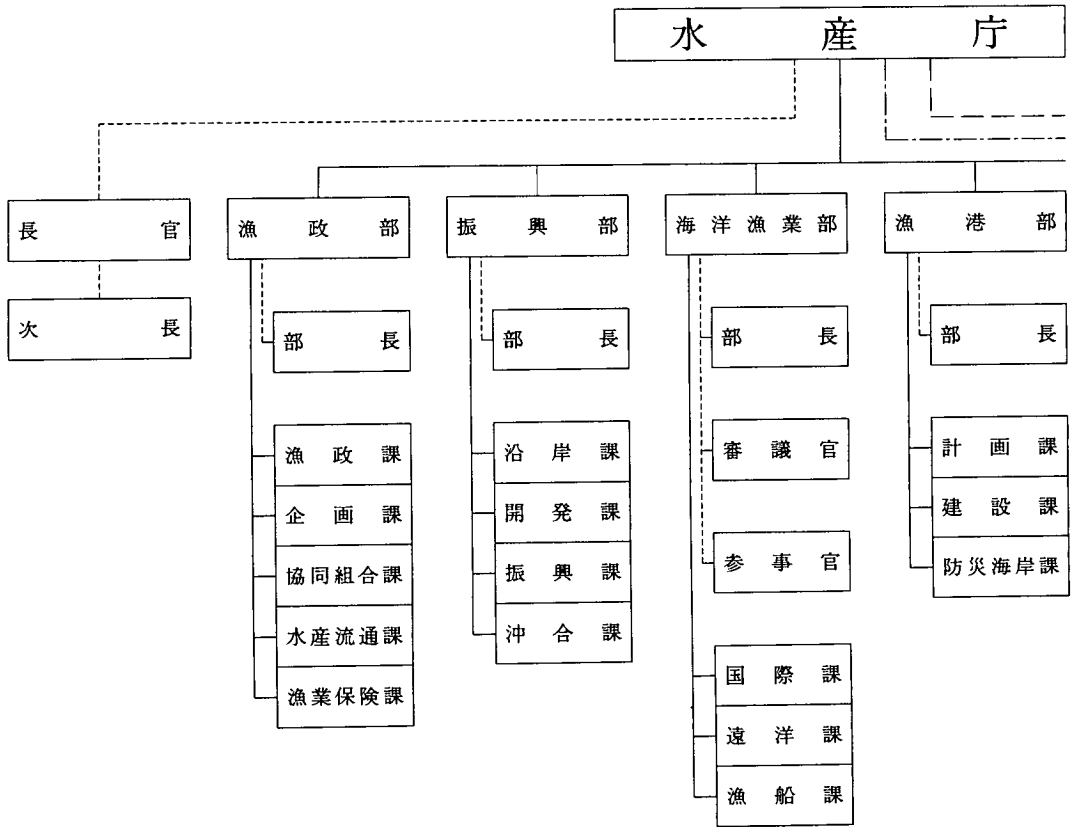 水産庁
長官
次長
漁政部
部長
漁政課
企画課
協同組合課
水産流通課
漁業保険課
振興部
部長
沿岸課
開発課
振興課
沖合課
海洋漁業部
部長
審議官
参事官
国際課
遠洋課
漁船課
漁港部
部長
計画課
建設課
防災海岸課